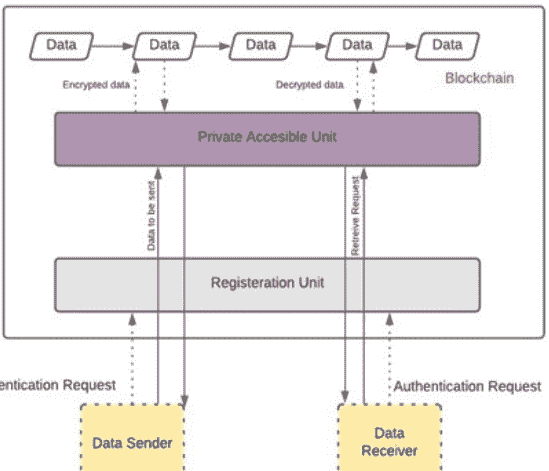 Data Data Data Data Data
Encrypted data Decrypted data
Blockchain
Private Accesible Unit
Data to be sent
Retreive Request
Registeration Unit
entication Request
Authentication Request
Data Sender
Data
Receiver